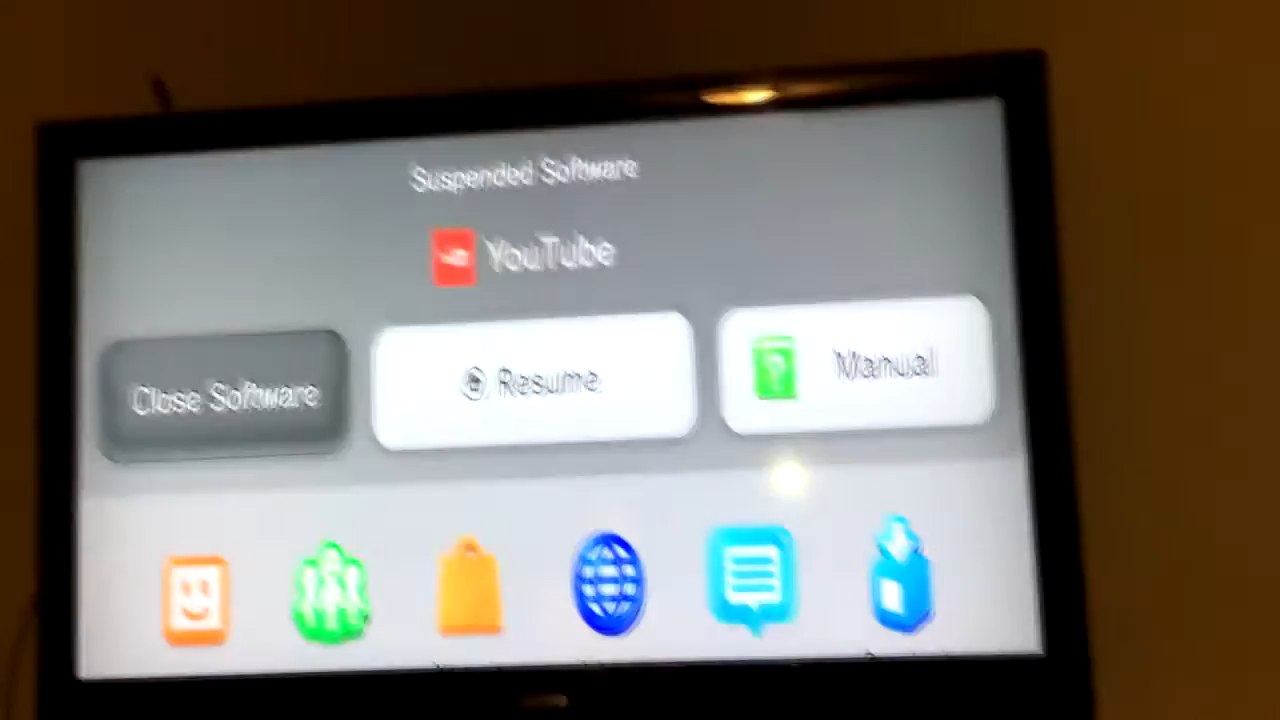 Suspended Software
YouTube
Close Software
Resume
Manual